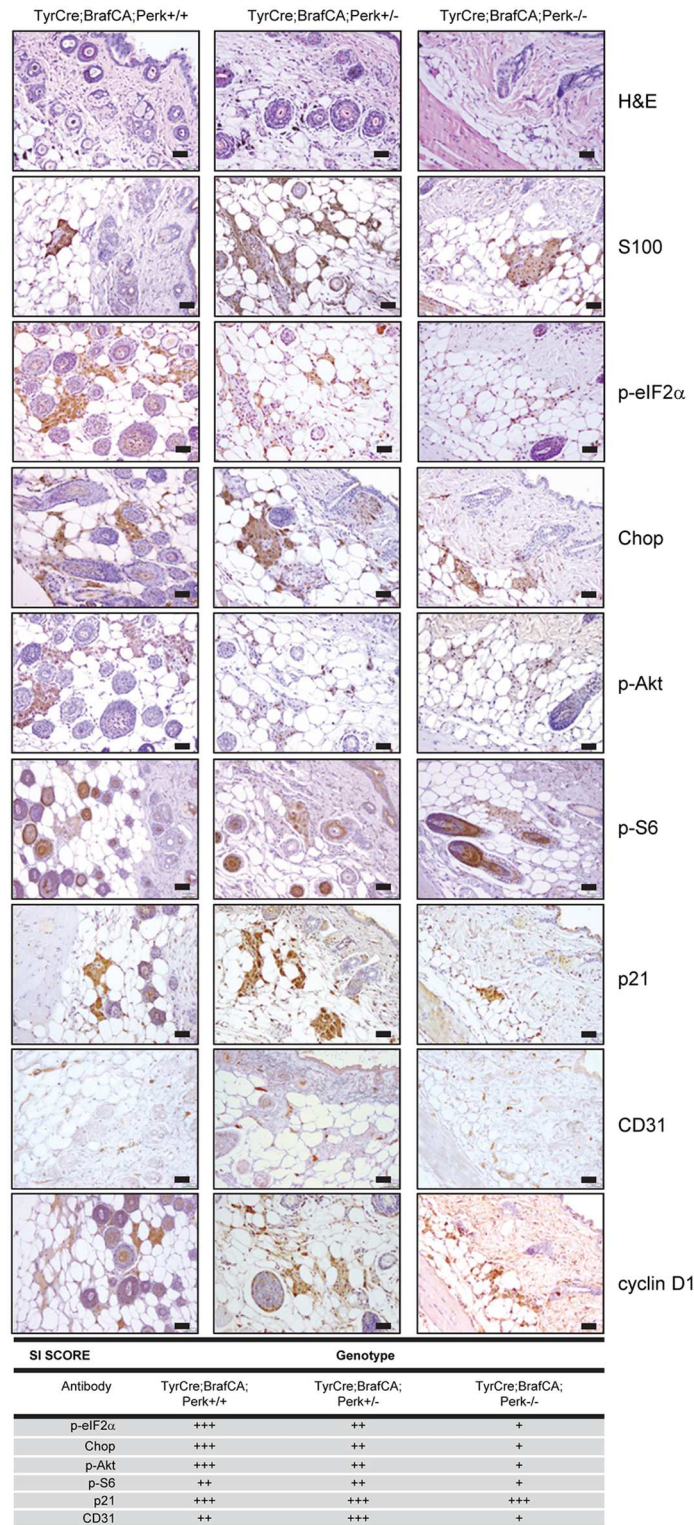 TyrCre;BrafCA;Perk+/+ TyrCre;BrafCA;Perk+/- TyrCre;BrafCA;Perk-/-
H&E
S100
p-eIF2α
Chop
p-Akt
p-S6
p21
CD31
cyclin D1
SI SCORE Genotype
Antibody TyrCre;BrafCA; TyrCre;BrafCA; TyrCre;BrafCA;
Perk+/+ Perk+/- Perk-/-
p-eIF2α +++ ++ +
Chop +++ ++ +
p-Akt +++ ++ +
p-S6 ++ ++ +
p21 +++ +++ +++
CD31 ++ +++ +